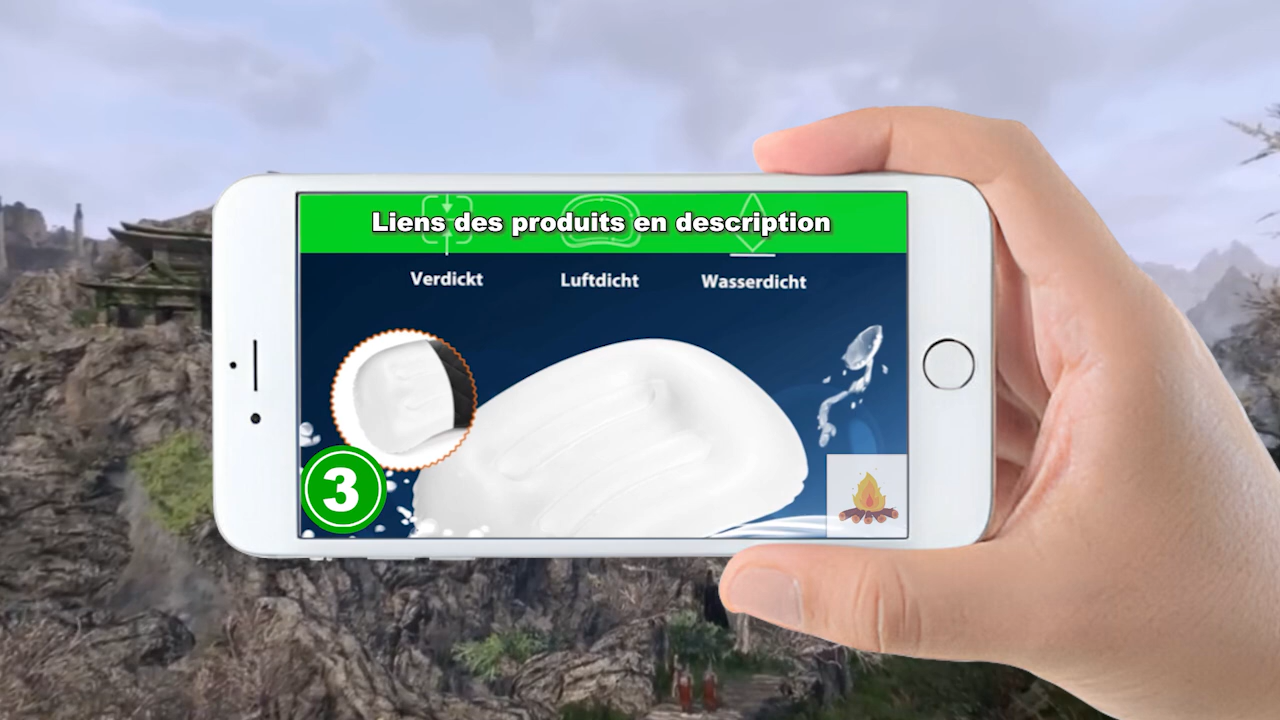 Liens des produits en description
Verdickt
Luftdicht
Wasserdicht
3